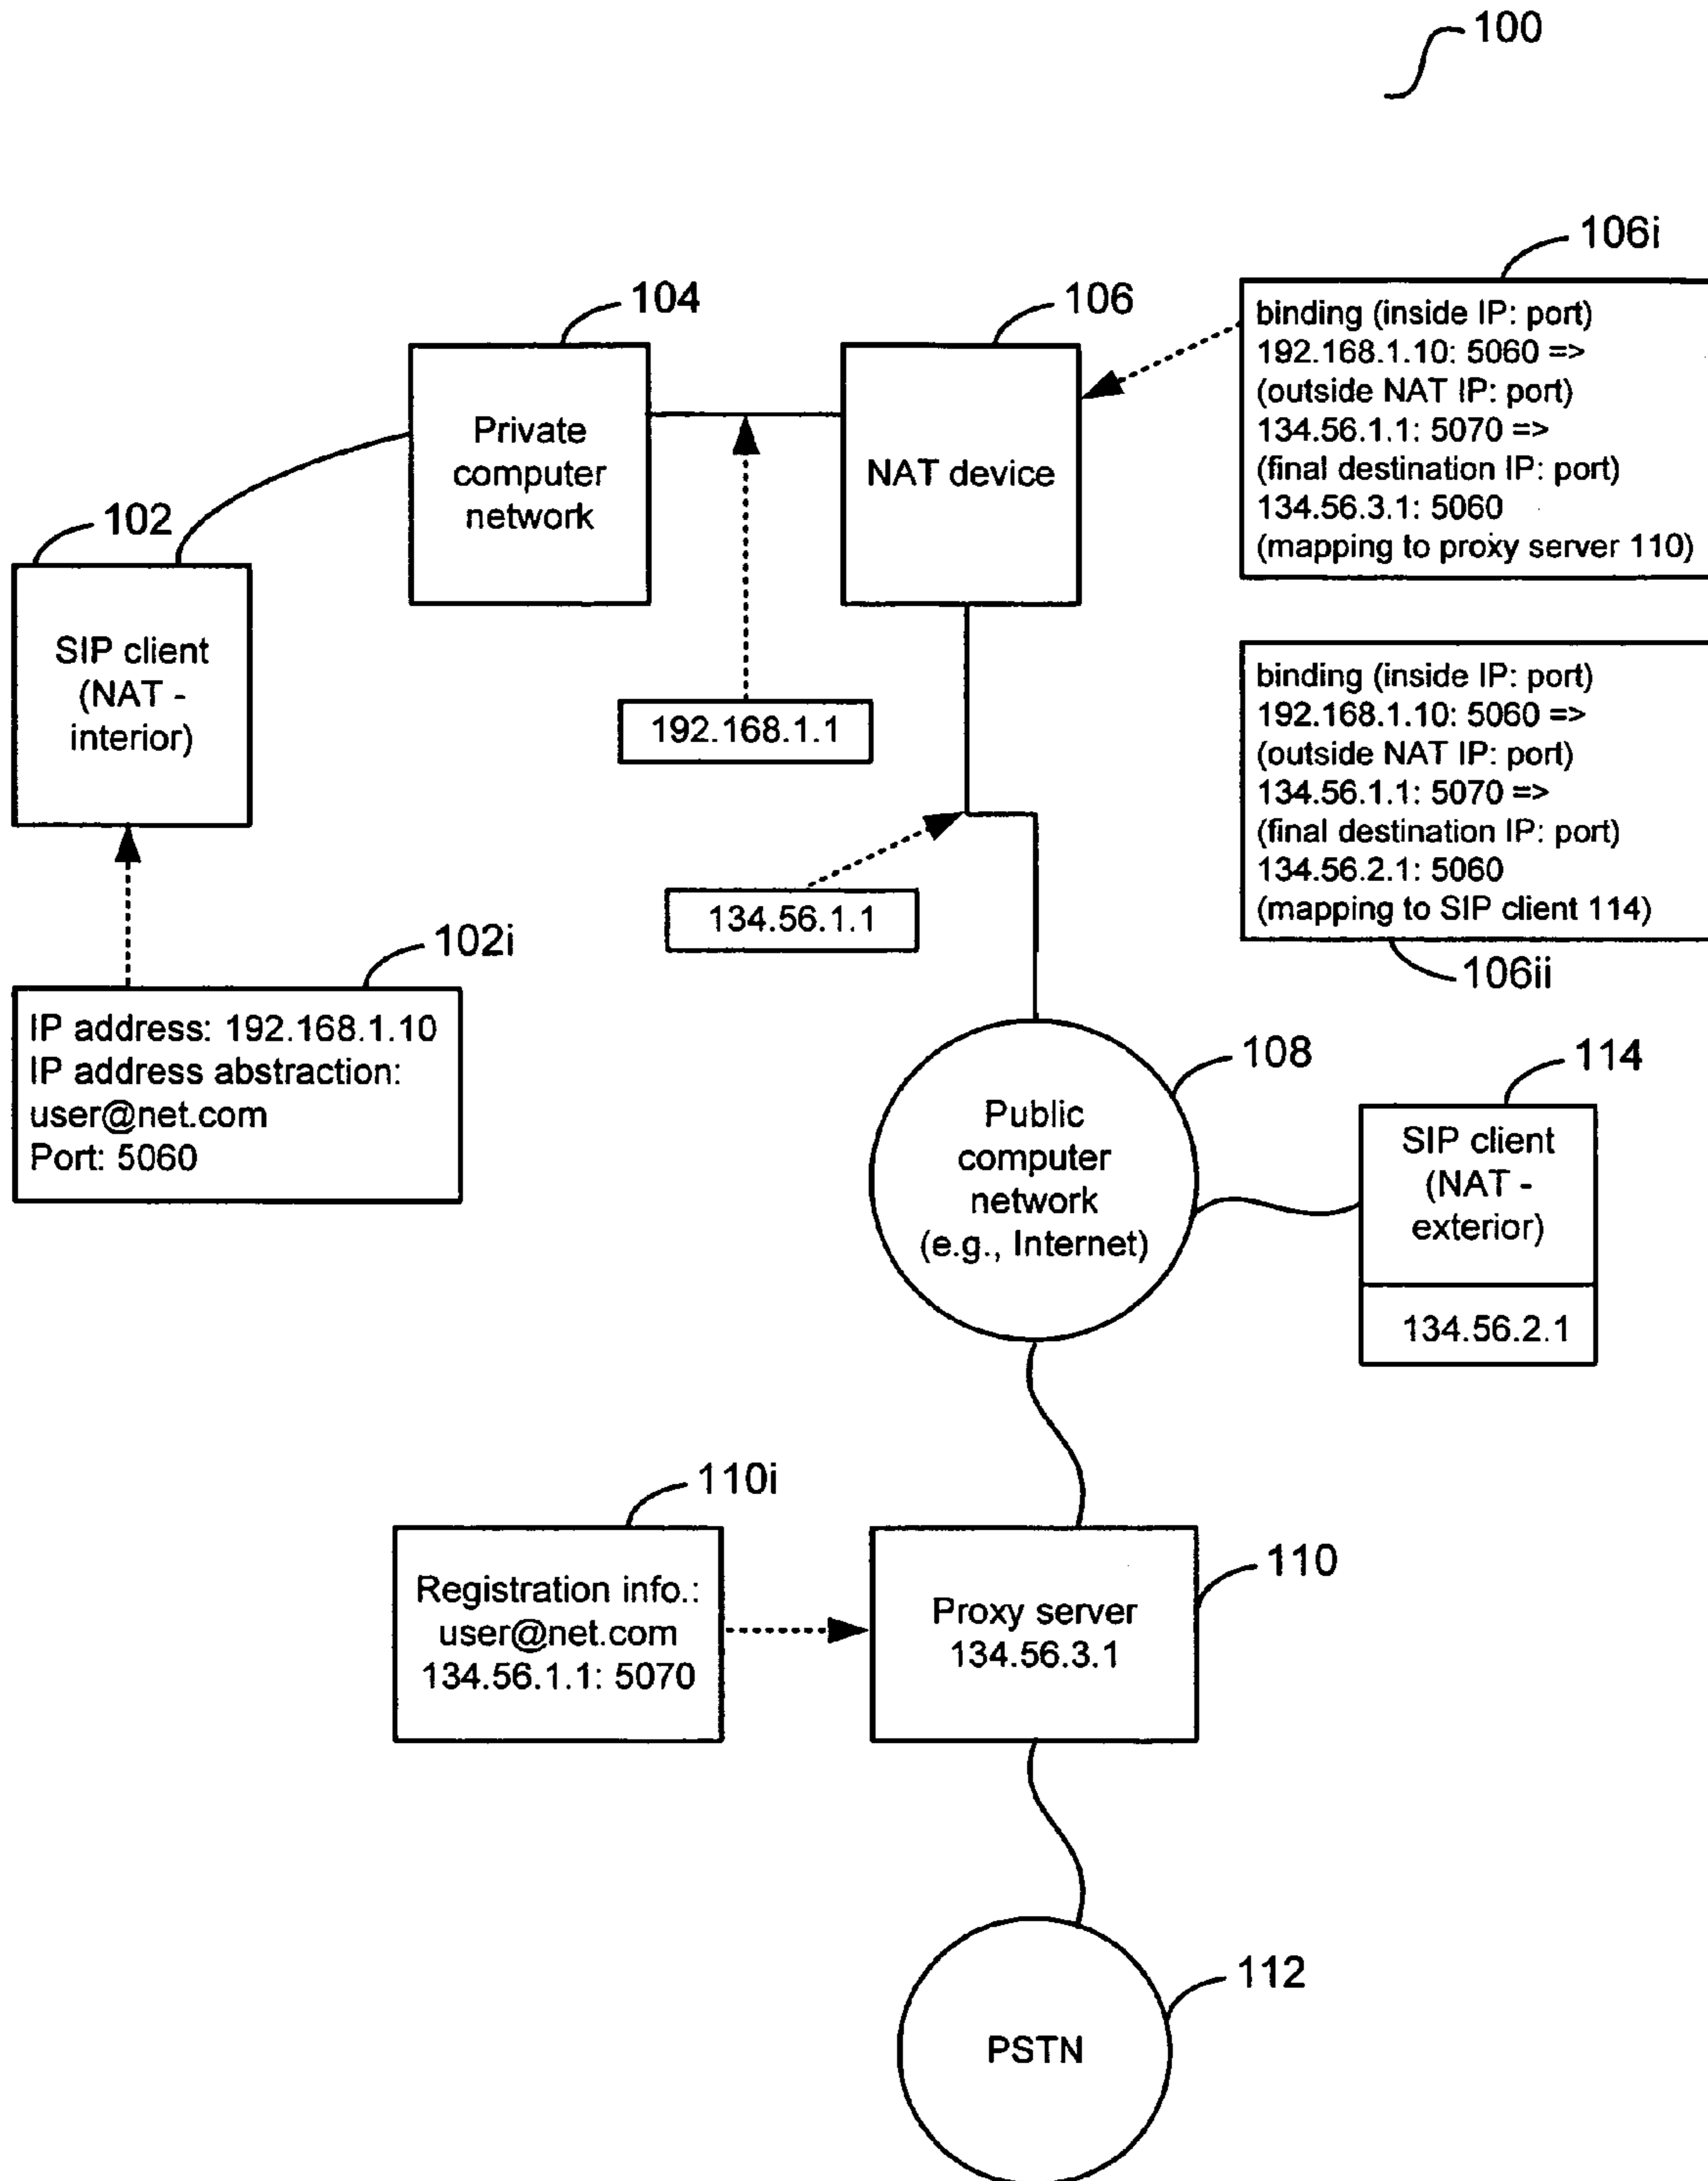 100
106i
104
106
binding (inside IP: port)
192.168.1.10: 5060 =>
(outside NAT IP: port)
134.56.1.1: 5070 =>
(final destination IP: port)
134.56.3.1: 5060
(mapping to proxy server 110)
Private
computer
network
NAT device
102
SIP client
(NAT -
interior)
192.168.1.1
binding (inside IP: port)
192.168.1.10: 5060 =>
(outside NAT IP: port)
134.56.1.1: 5070 =>
(final destination IP: port)
134.56.2.1: 5060
(mapping to SIP client 114)
134.56.1.1
102i
106ii
IP address: 192.168.1.10
IP address abstraction:
user@net.com
Port: 5060
108
114
Public
computer
network
(e.g., Internet)
SIP client
(NAT -
exterior)
134.56.2.1
110i
110
Registration info.:
user@net.com
134.56.1.1: 5070
Proxy server
134.56.3.1
112
PSTN